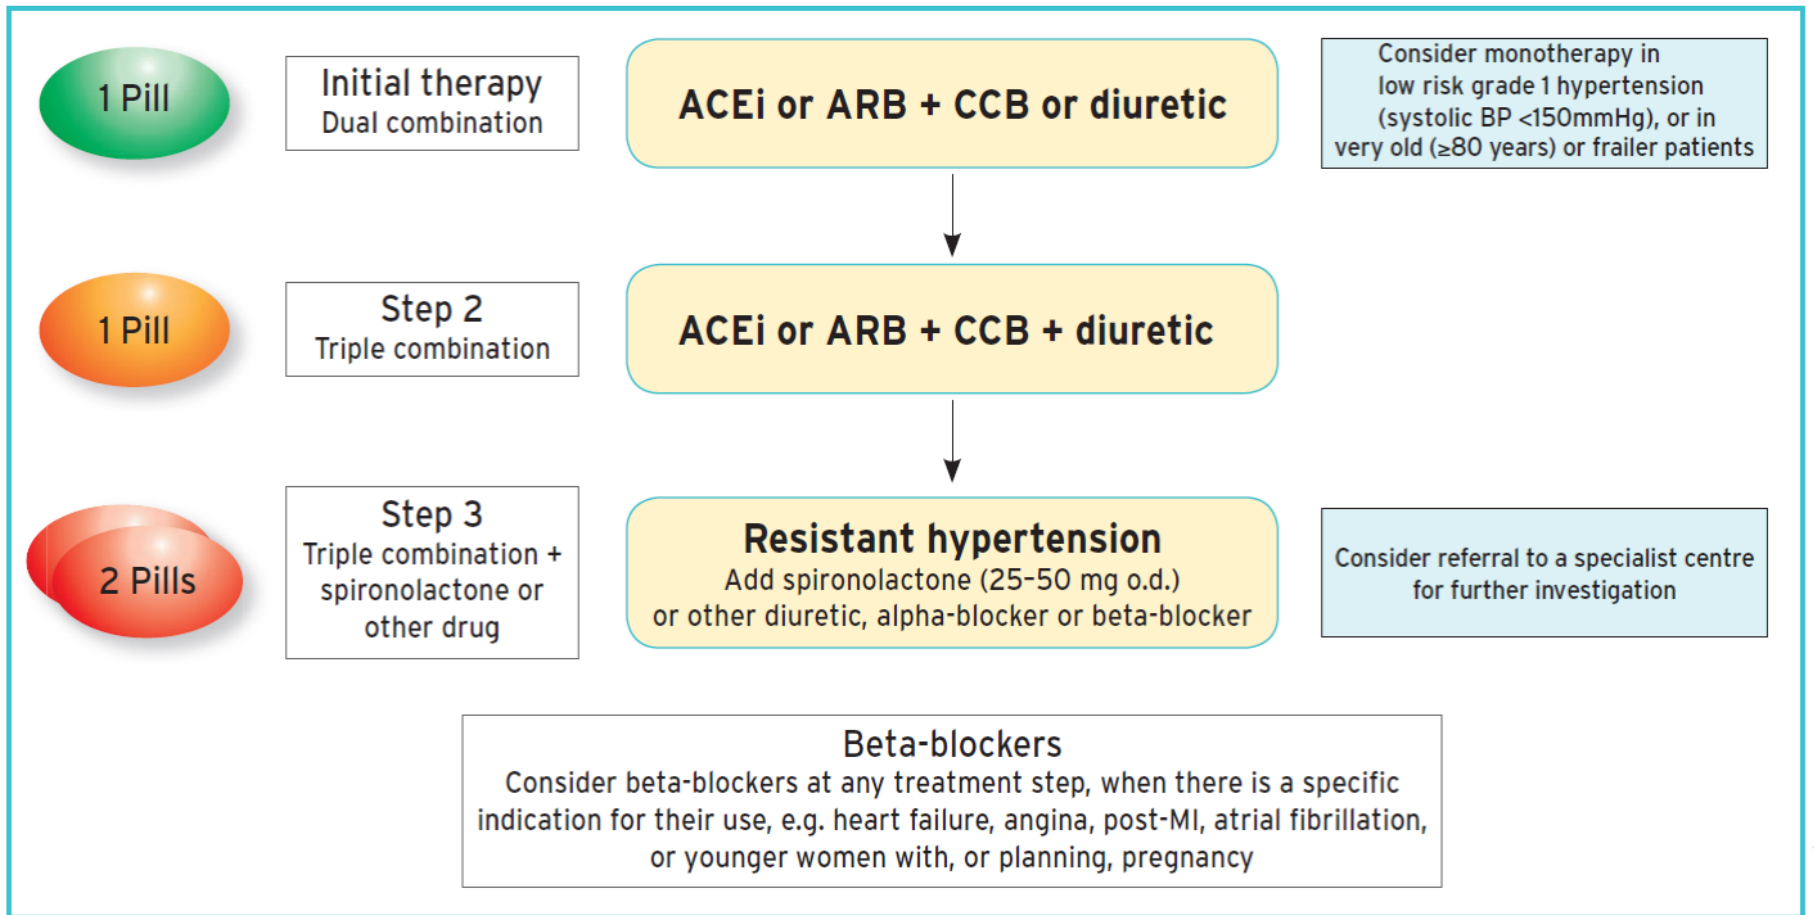 1 Pill
Initial therapy
Dual combination
ACEi or ARB + CCB or diuretic
Consider monotherapy in
low risk grade 1 hypertension
(systolic BP <150mmHg), or in
very old (≥80 years) or frailer patients
1 Pill
Step 2
Triple combination
ACEi or ARB + CCB + diuretic
2 Pills
Step 3
Triple combination +
spironolactone or
other drug
Resistant hypertension
Add spironolactone (25–50 mg o.d.)
or other diuretic, alpha-blocker or beta-blocker
Consider referral to a specialist centre
for further investigation
Beta-blockers
Consider beta-blockers at any treatment step, when there is a specific
indication for their use, e.g. heart failure, angina, post-MI, atrial fibrillation,
or younger women with, or planning, pregnancy